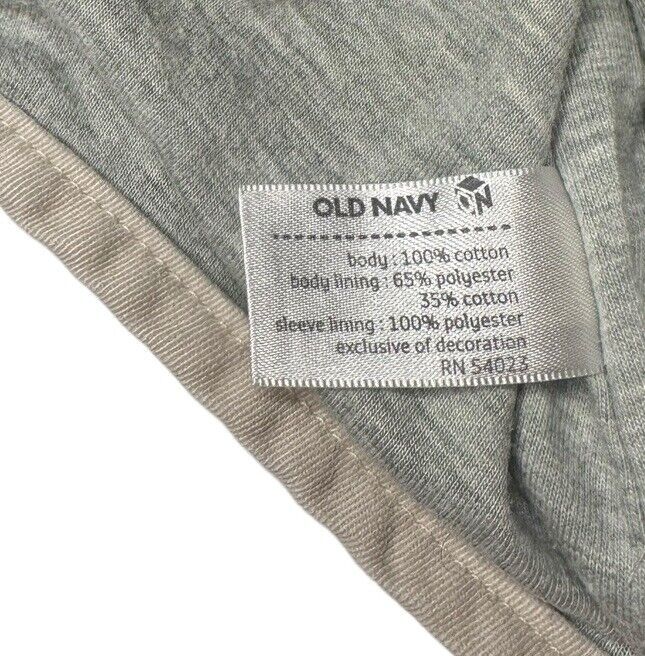 OLD NAVY ON
body : 100% cotton
body lining : 65% polyester
35% cotton
sleeve lining : 100% polyester
exclusive of decoration
RN 54023